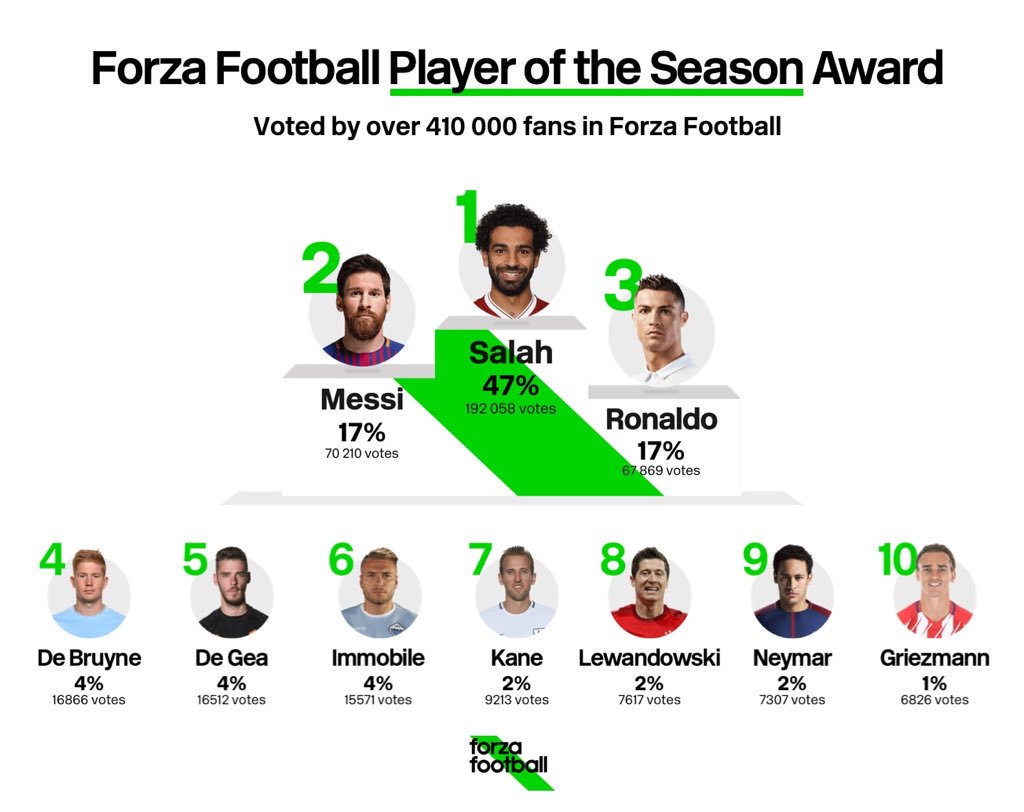 Forza Football Player of the Season Award
Voted by over 410 000 fans in Forza Football
1
Salah
47%
192 058 votes
2
Messi
17%
70 210 votes
3
Ronaldo
17%
67 869 votes
4
De Bruyne
4%
16866 votes
5
De Gea
4%
16512 votes
6
Immobile
4%
15571 votes
7
Kane
2%
9213 votes
8
Lewandowski
2%
7617 votes
9
Neymar
2%
7307 votes
10
Griezmann
1%
6826 votes
forza
football